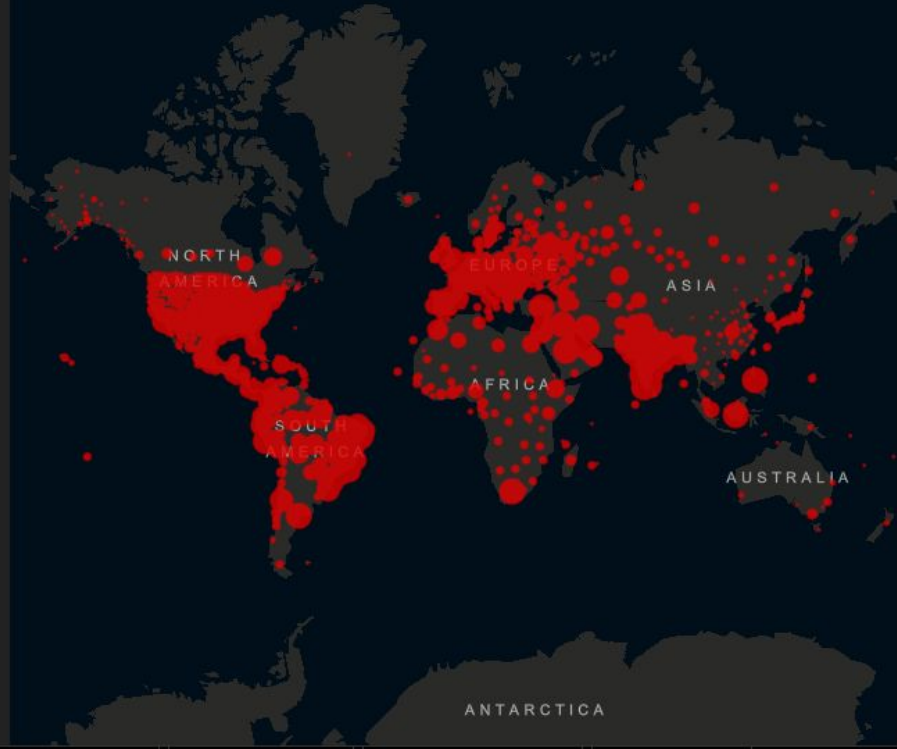 NORTH
AMERICA
EUROPE
ASIA
AFRICA
SOUTH
AMERICA
AUSTRALIA
ANTARCTICA